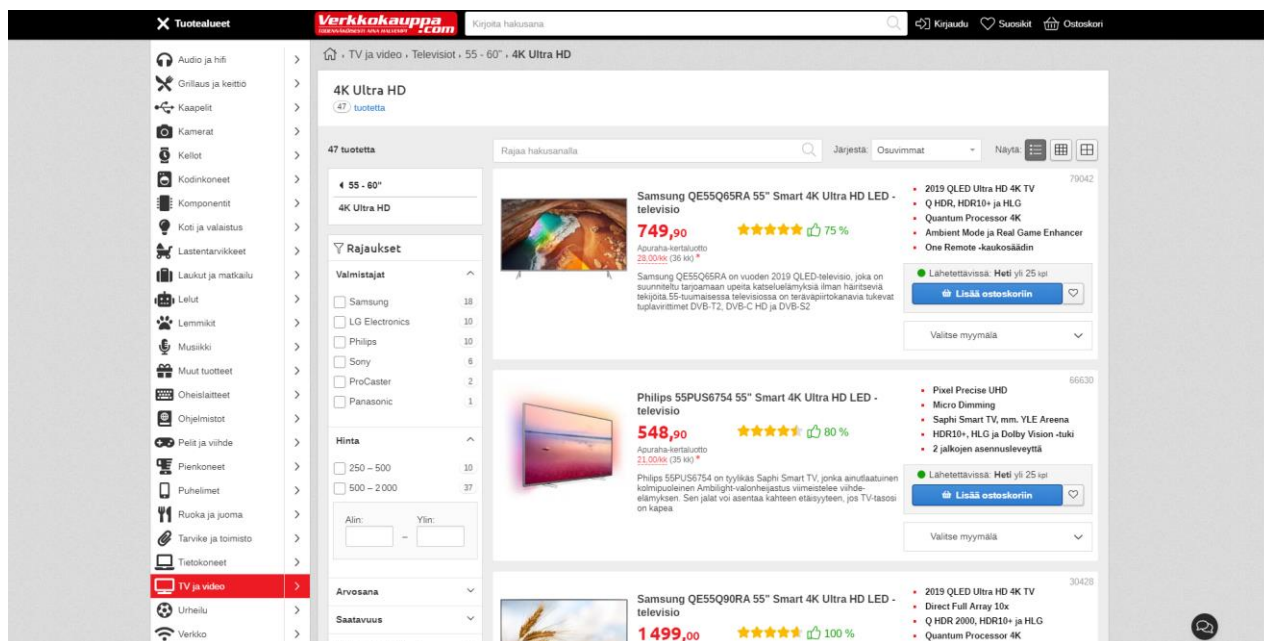 Tuotealueet
Verkkokauppa
.COM
Kirjoita hakusana
Kirjaudu
Suosikit
Ostoskori
Audio ja hifi
Grillaus ja keittiö
Kaapelit
Kamerat
Kellot
Kodinkoneet
Komponentit
Koti ja valaistus
Lastentarvikkeet
Laukut ja matkailu
Lelut
Lemmikit
Musiikki
Muut tuotteet
Oheislaitteet
Ohjelmistot
Pelit ja viihde
Pienkoneet
Puhelimet
Ruoka ja juoma
Tarvike ja toimisto
Tietokoneet
TV ja video
Urheilu
Verkko
TV ja video › Televisiot › 55 - 60" › 4K Ultra HD
4K Ultra HD
47 tuotetta
47 tuotetta
Rajaa hakusanalla
Järjestä: Osuvimmat
Näytä:
55 - 60"
4K Ultra HD
Rajaukset
Valmistajat
Samsung 18
LG Electronics 10
Philips 10
Sony 6
ProCaster 2
Panasonic 1
Hinta
250 – 500 10
500 – 2 000 37
Alin: Ylin:
–
Arvosana
Saatavuus
79042
Samsung QE55Q65RA 55" Smart 4K Ultra HD LED -
televisio
749,90
75 %
Apuraha-kertaluotto
28.00/kk (36 kk) *
Samsung QE55Q65RA on vuoden 2019 QLED-televisio, joka on
suunniteltu tarjoamaan upeita katseluelämyksiä ilman häiritseviä
tekijöitä.55-tuumaisessa televisiossa on teräväpiirtokanavia tukevat
tuplavirittimet DVB-T2, DVB-C HD ja DVB-S2
2019 QLED Ultra HD 4K TV
Q HDR, HDR10+ ja HLG
Quantum Processor 4K
Ambient Mode ja Real Game Enhancer
One Remote -kaukosäädin
Lähetettävissä: Heti yli 25 kpl
Lisää ostoskoriin
Valitse myymälä
66630
Philips 55PUS6754 55" Smart 4K Ultra HD LED -
televisio
548,90
80 %
Apuraha-kertaluotto
21.00/kk (35 kk) *
Philips 55PUS6754 on tyylikäs Saphi Smart TV, jonka ainutlaatuinen
kolmipuoleinen Ambilight-valonheijastus viimeistelee viihde-
elämyksen. Sen jalat voi asentaa kahteen etäisyyteen, jos TV-tasosi
on kapea
Pixel Precise UHD
Micro Dimming
Saphi Smart TV, mm. YLE Areena
HDR10+, HLG ja Dolby Vision -tuki
2 jalkojen asennusleveyttä
Lähetettävissä: Heti yli 25 kpl
Lisää ostoskoriin
Valitse myymälä
30428
Samsung QE55Q90RA 55" Smart 4K Ultra HD LED -
televisio
1 499,00
100 %
2019 QLED Ultra HD 4K TV
Direct Full Array 10x
Q HDR 2000, HDR10+ ja HLG
Quantum Processor 4K